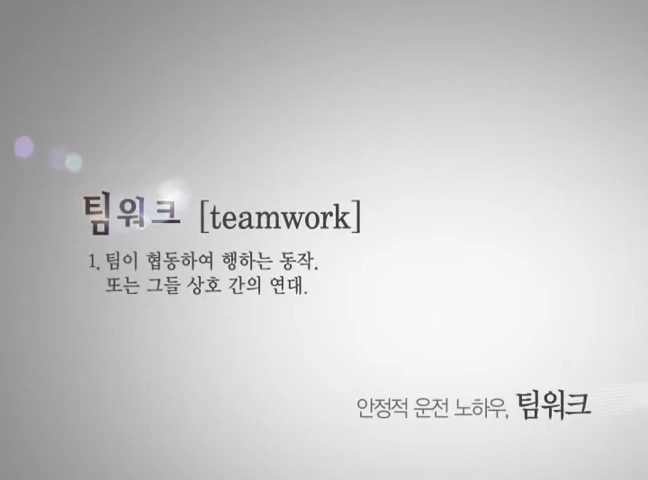 팀워크 [teamwork]
1. 팀이 협동하여 행하는 동작.
또는 그들 상호 간의 연대.
안정적 운전 노하우, 팀워크